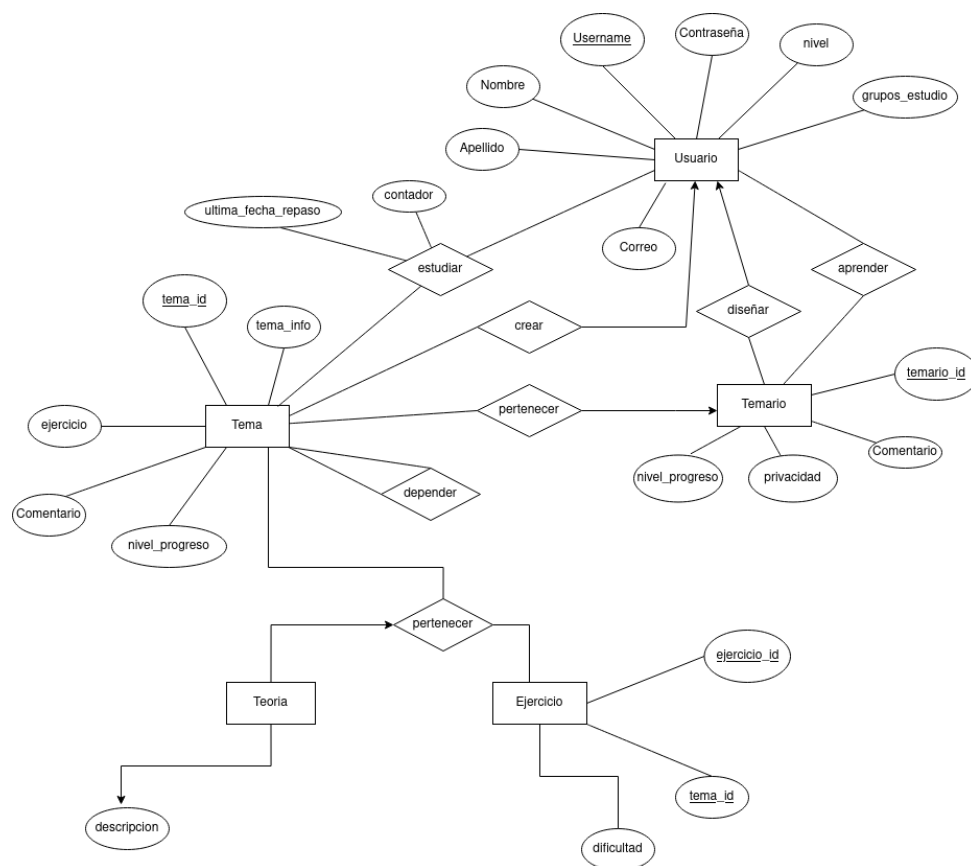 Username
Contraseña
nivel
Nombre
grupos_estudio
Apellido
Usuario
ultima_fecha_repaso
contador
Correo
estudiar
aprender
tema_id
tema_info
crear
diseñar
temario_id
ejercicio
Tema
pertenecer
Temario
Comentario
nivel_progreso
privacidad
depender
Comentario
nivel_progreso
pertenecer
ejercicio_id
Teoria
Ejercicio
tema_id
descripcion
dificultad